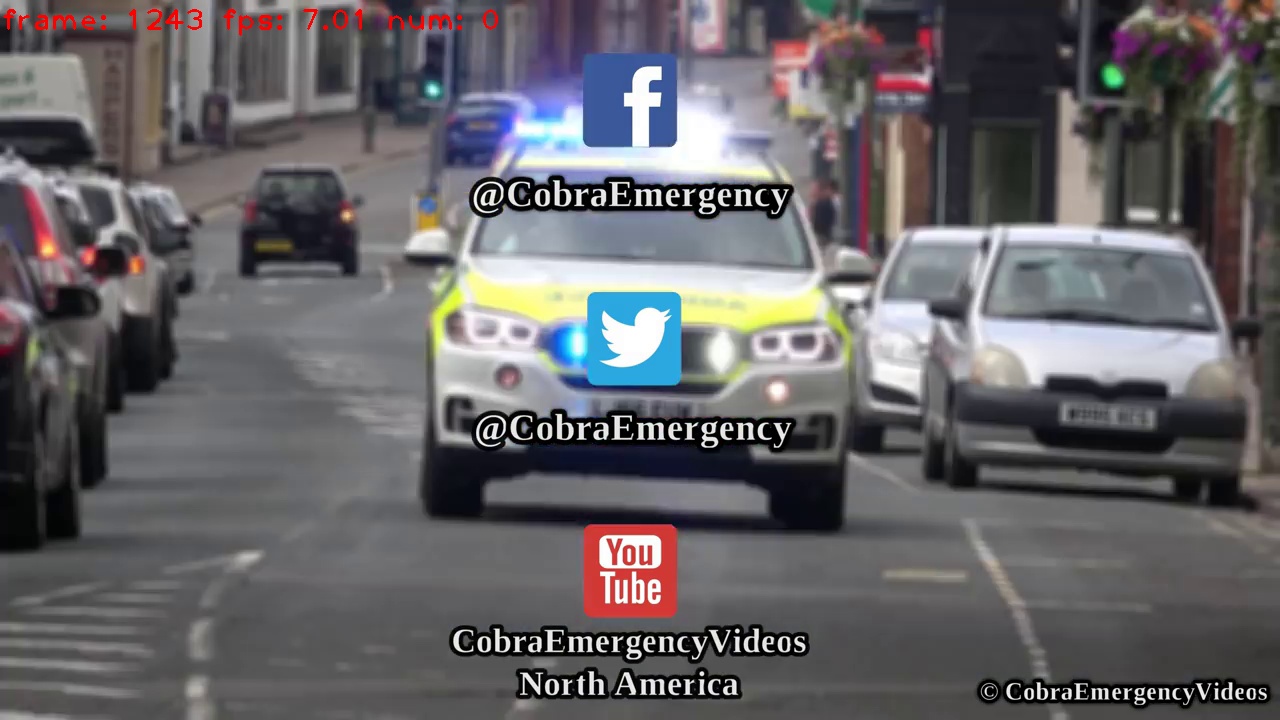 frame: 1243 fps: 7.01 num: 0
f
@CobraEmergency
@CobraEmergency
You
Tube
CobraEmergencyVideos
North America
© CobraEmergencyVideos